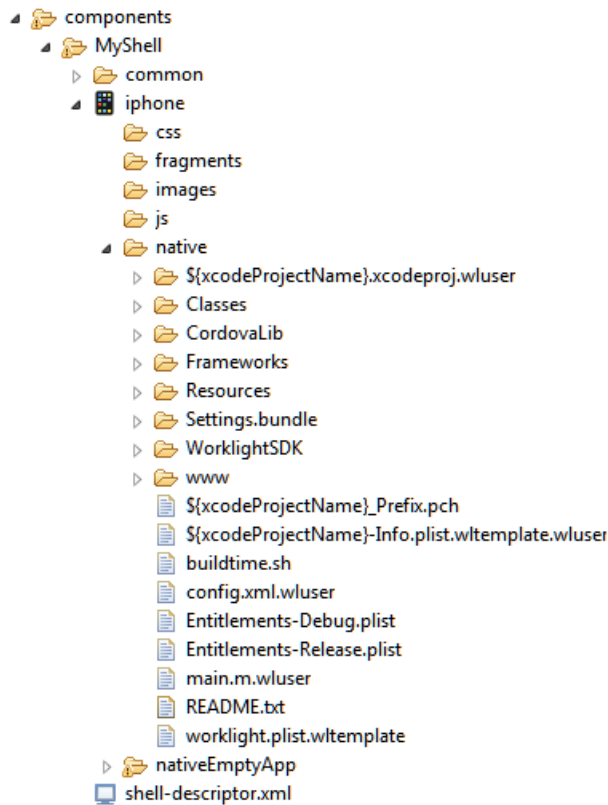 components
MyShell
common
iphone
css
fragments
images
js
native
${xcodeProjectName}.xcodeproj.wluser
Classes
CordovaLib
Frameworks
Resources
Settings.bundle
WorklightSDK
www
${xcodeProjectName}_Prefix.pch
${xcodeProjectName}-Info.plist.wltemplate.wluser
buildtime.sh
config.xml.wluser
Entitlements-Debug.plist
Entitlements-Release.plist
main.m.wluser
README.txt
worklight.plist.wltemplate
nativeEmptyApp
shell-descriptor.xml